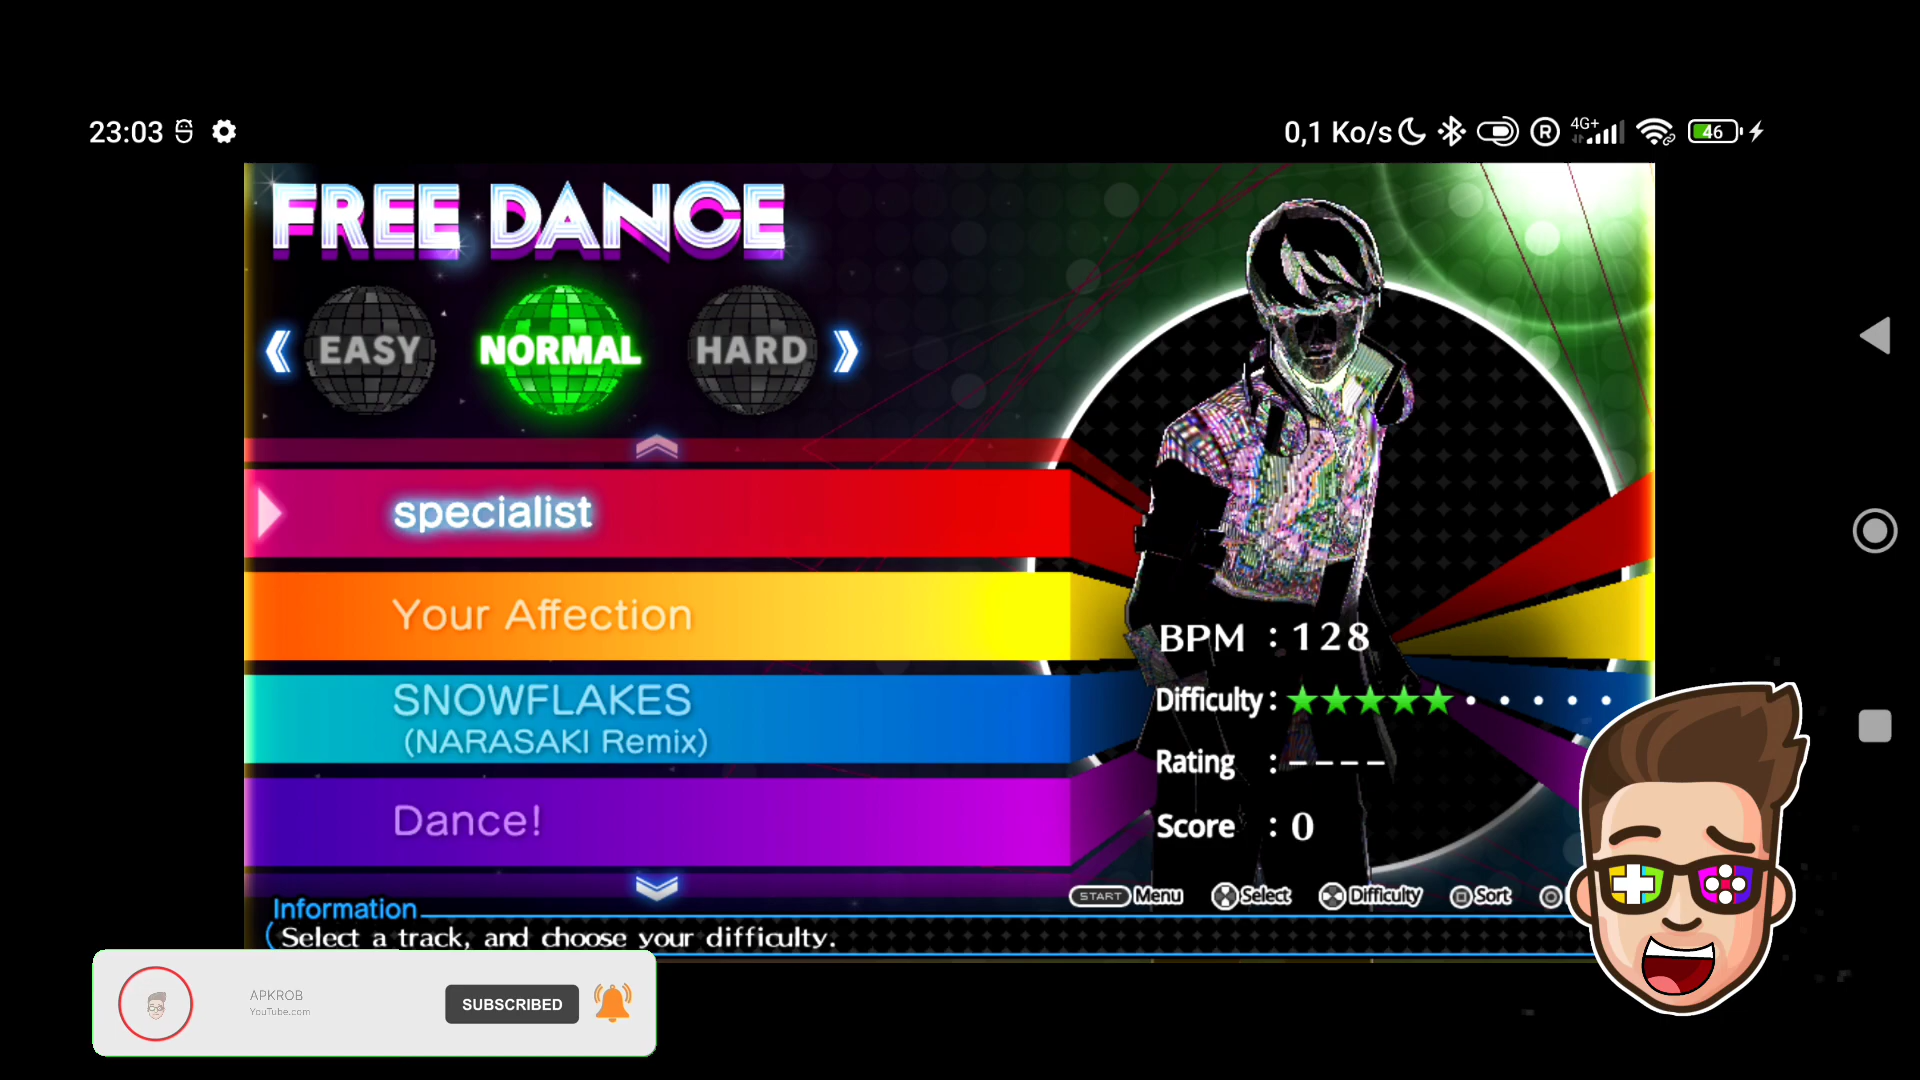 23:03
0,1 Ko/s
R
4G+
46
FREE DANCE
EASY
NORMAL
HARD
specialist
Your Affection
SNOWFLAKES
(NARASAKI Remix)
Dance!
BPM : 128
Difficulty :
Rating : ----
Score : 0
START Menu Select Difficulty Sort
Information
Select a track, and choose your difficulty.
APKROB
YouTube.com
SUBSCRIBED